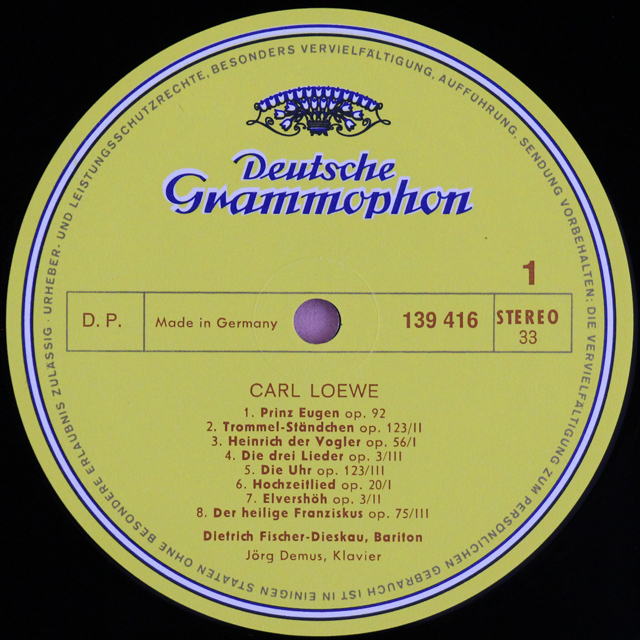 Deutsche
Grammophon
1
D. P.
Made in Germany
139 416
STEREO
33
CARL LOEWE
1. Prinz Eugen op. 92
2. Trommel-Ständchen op. 123/II
3. Heinrich der Vogler op. 56/I
4. Die drei Lieder op. 3/III
5. Die Uhr op. 123/III
6. Hochzeitlied op. 20/I
7. Elvershöh op. 3/II
8. Der heilige Franziskus op. 75/III
Dietrich Fischer-Dieskau, Bariton
Jörg Demus, Klavier
URHEBER- UND LEISTUNGSSCHUTZRECHTE, BESONDERS VERVIELFÄLTIGUNG, AUFFÜHRUNG, SENDUNG VORBEHALTEN: DIE VERVIELFÄLTIGUNG ZUM PERSÖNLICHEN GEBRAUCH IST IN EINIGEN STAATEN OHNE BESONDERE ERLAUBNIS ZULÄSSIG ·